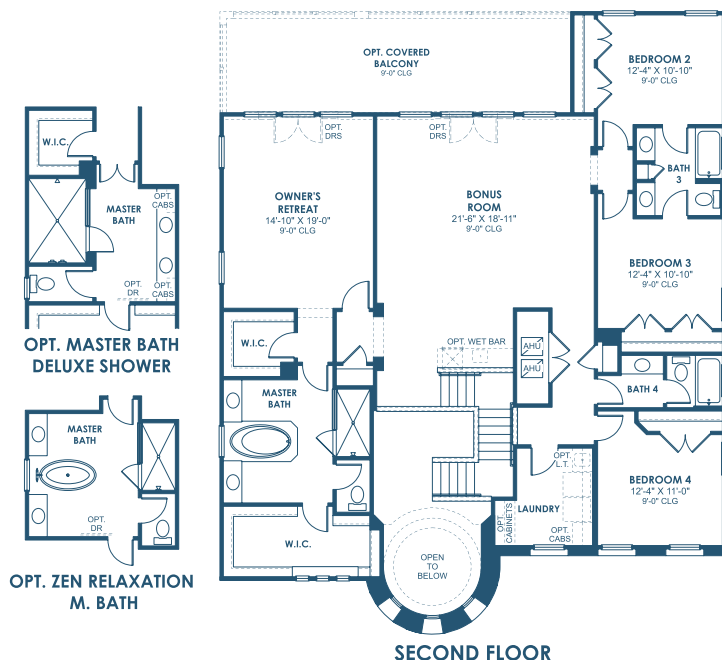 OPT. COVERED
BALCONY
9'-0" CLG
BEDROOM 2
12'-4" X 10'-10"
9'-0" CLG
OPT.
DRS
OPT.
DRS
BATH
3
OWNER'S
RETREAT
14'-10" X 19'-0"
9'-0" CLG
BONUS
ROOM
21'-6" X 18'-11"
9'-0" CLG
BEDROOM 3
12'-4" X 10'-10"
9'-0" CLG
W.I.C.
OPT. WET BAR
AHU
AHU
MASTER
BATH
BATH 4
BEDROOM 4
12'-4" X 11'-0"
9'-0" CLG
OPT.
L.T.
LAUNDRY
OPT.
CABINETS
OPT.
CABS
W.I.C.
OPEN
TO
BELOW
SECOND FLOOR
W.I.C.
MASTER
BATH
OPT.
CABS
OPT.
DR
OPT.
CABS
OPT. MASTER BATH
DELUXE SHOWER
MASTER
BATH
OPT.
DR
OPT. ZEN RELAXATION
M. BATH